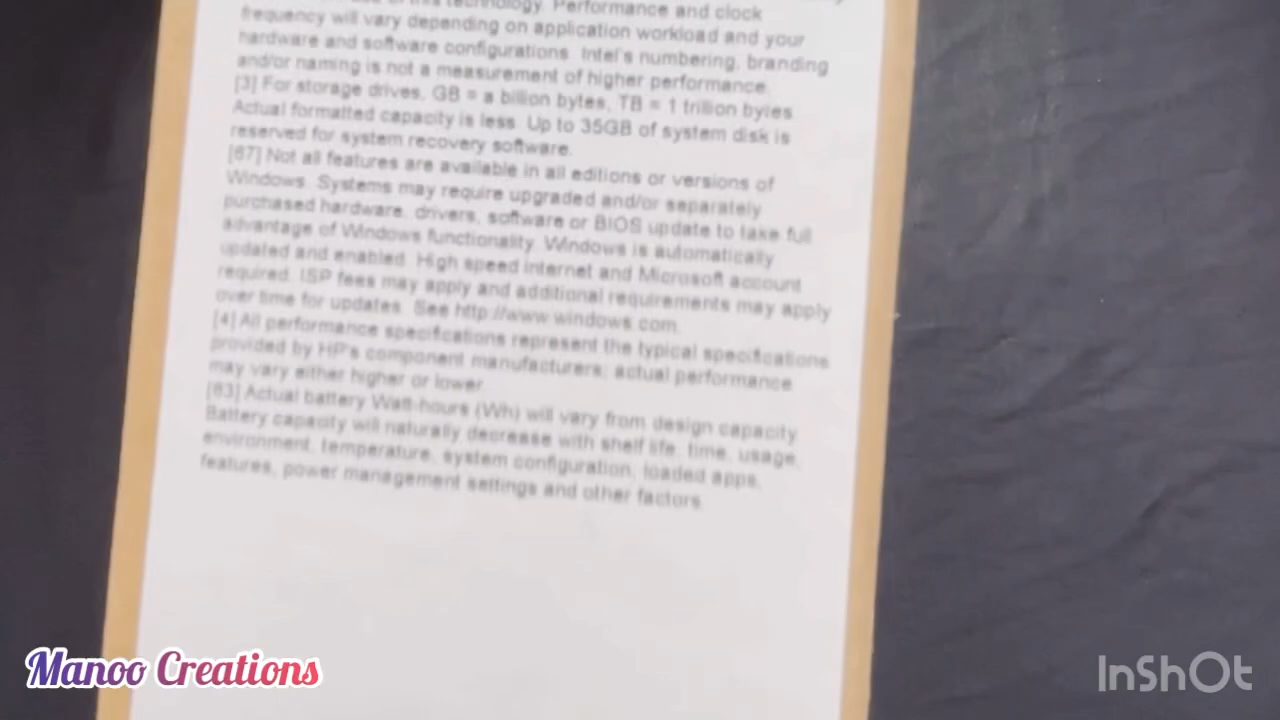 this technology. Performance and clock
frequency will vary depending on application workload and your
hardware and software configurations. Intel's numbering, branding
and/or naming is not a measurement of higher performance.
[3] For storage drives, GB = a billion bytes, TB = 1 trillion bytes.
Actual formatted capacity is less. Up to 35GB of system disk is
reserved for system recovery software.
[67] Not all features are available in all editions or versions of
Windows. Systems may require upgraded and/or separately
purchased hardware, drivers, software or BIOS update to take full
advantage of Windows functionality. Windows is automatically
updated and enabled. High speed internet and Microsoft account
required. ISP fees may apply and additional requirements may apply
over time for updates. See http://www.windows.com.
[4] All performance specifications represent the typical specifications
provided by HP's component manufacturers; actual performance
may vary either higher or lower.
[63] Actual battery Watt-hours (Wh) will vary from design capacity.
Battery capacity will naturally decrease with shelf life, time, usage,
environment, temperature, system configuration, loaded apps,
features, power management settings and other factors.
Manoo Creations
InShOt